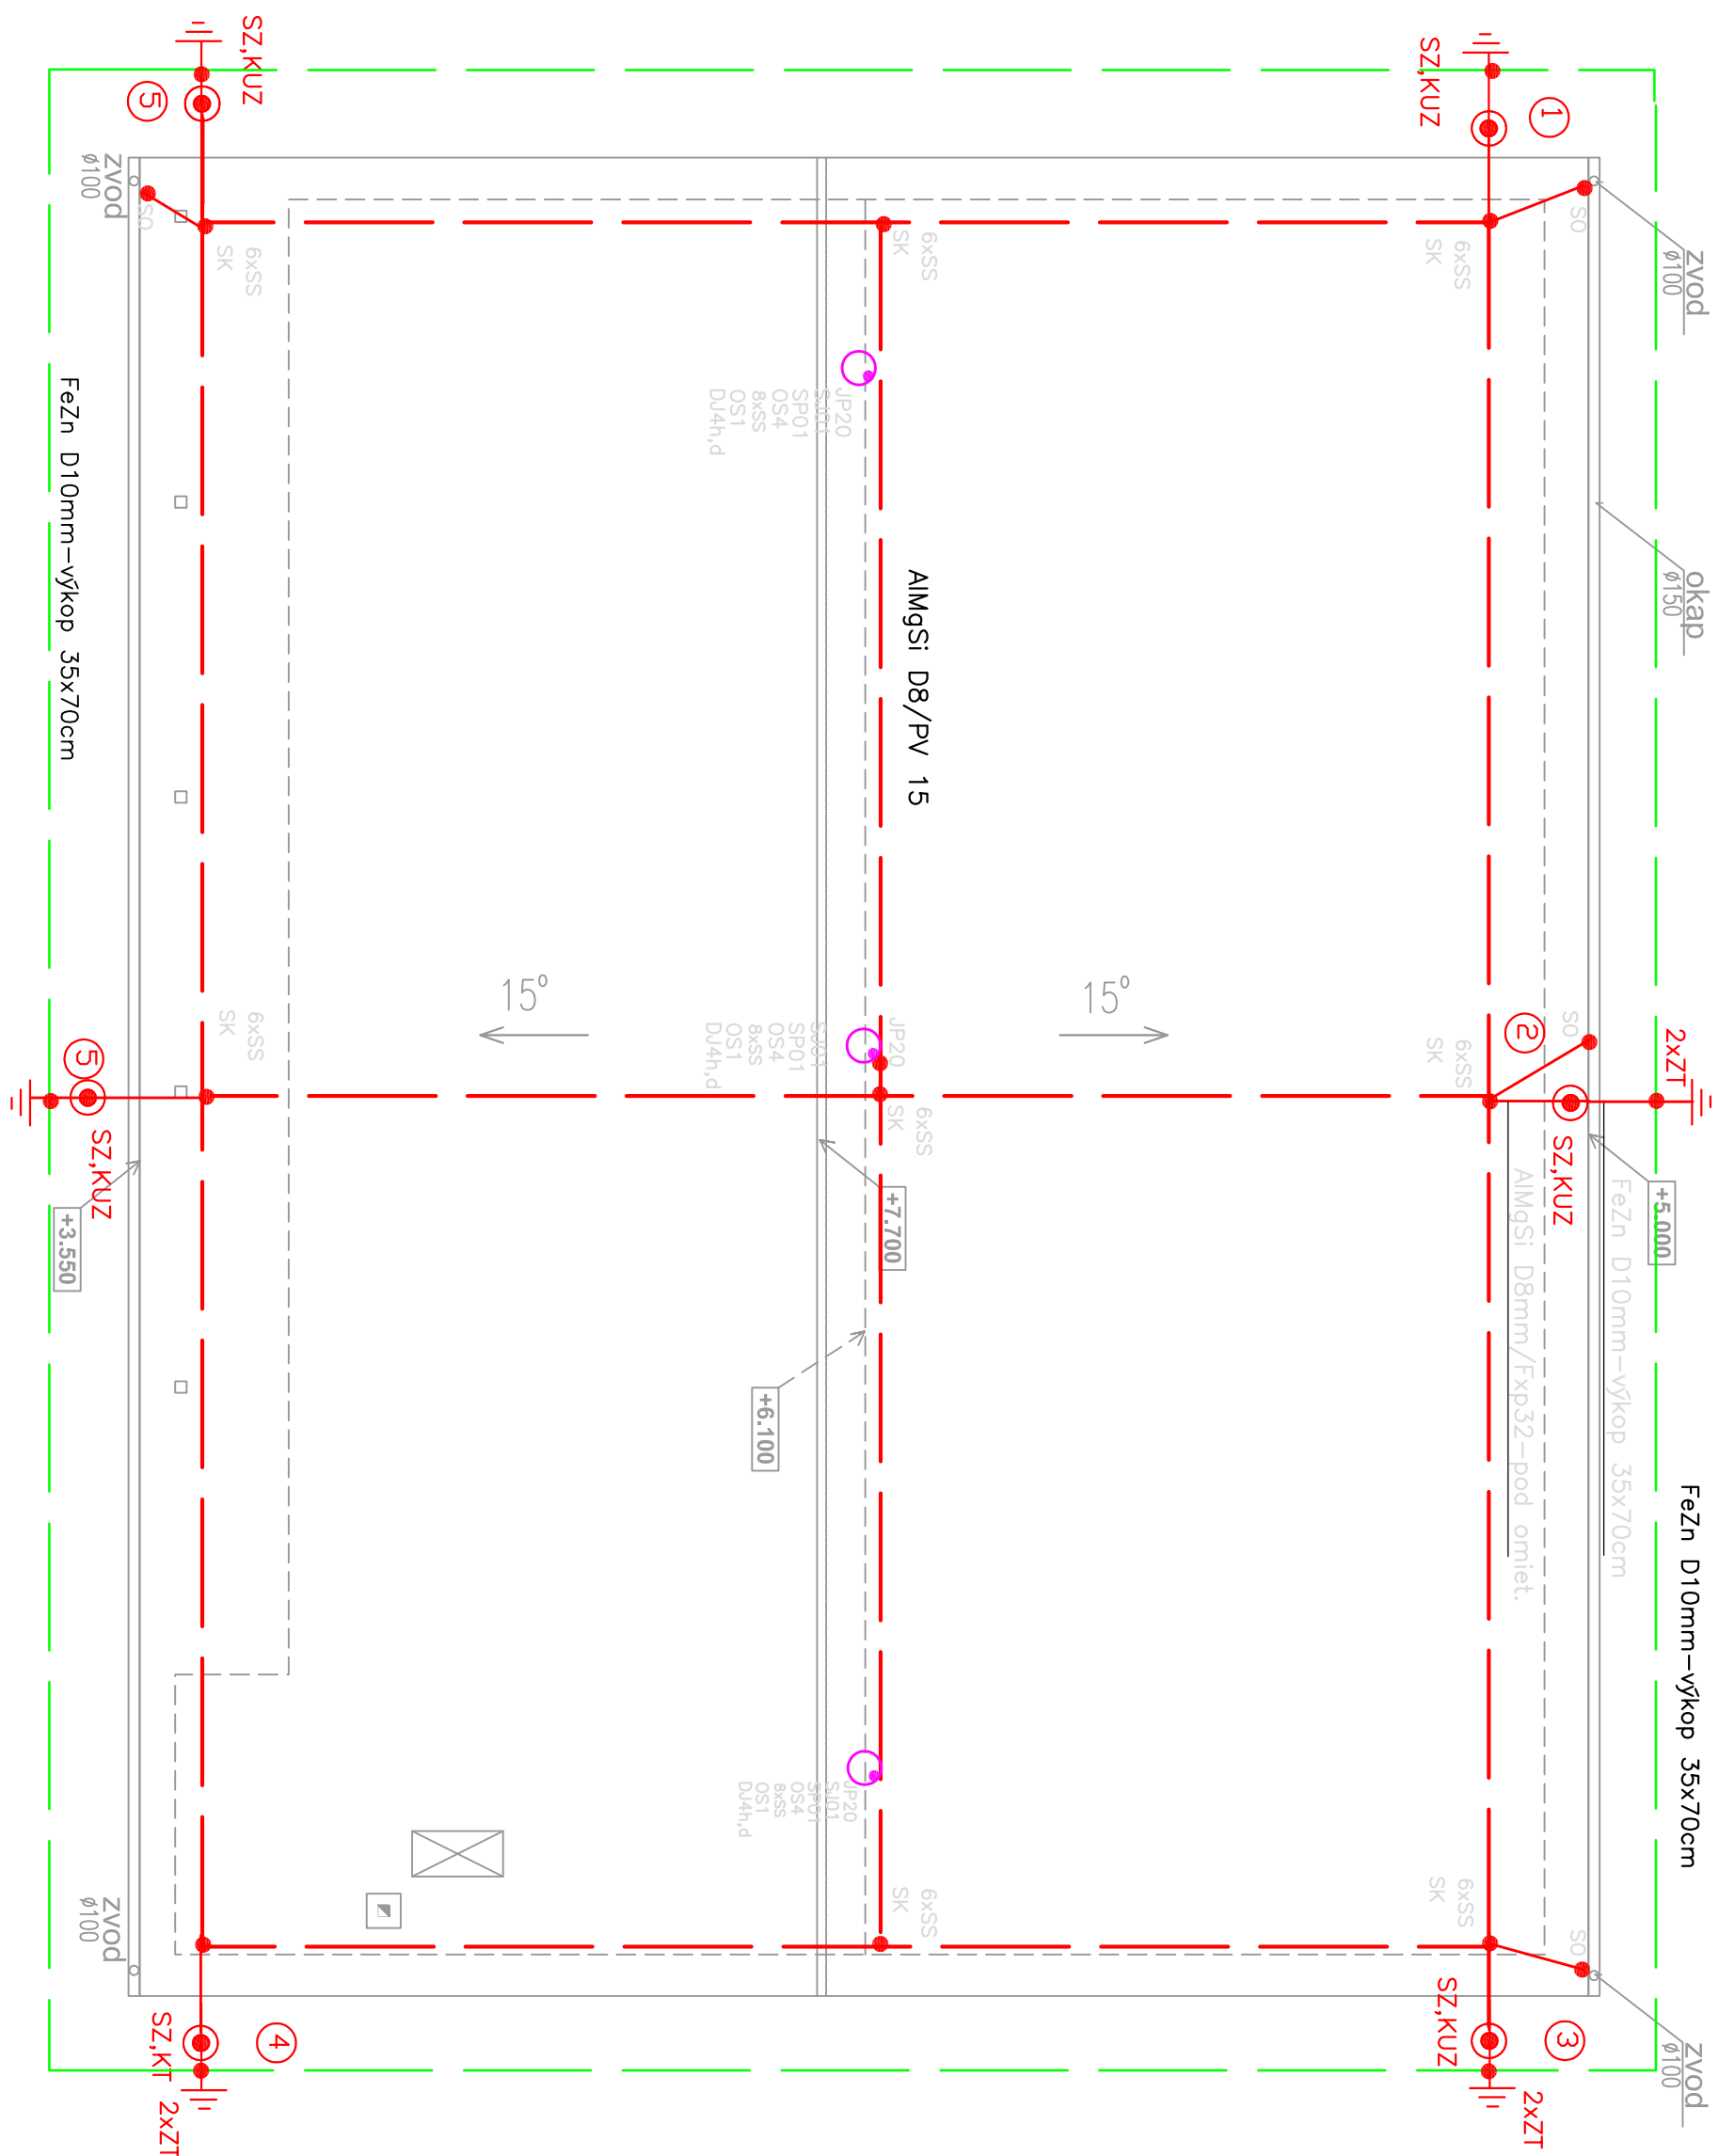 SZ,KUZ
5
zvod
ø100
SO
6xSS
SK
FeZn D10mm-výkop 35x70cm
SZ,KUZ
1
SO
zvod
ø100
6xSS
SK
6xSS
SK
JP20
SJ01
SP01
OS4
8xSS
OS1
DJ4h,d
okap
ø150
AlMgSi D8/PV 15
15°
15°
6xSS
SK
5
SZ,KUZ
+3.550
JP20
SJ01
SP01
OS4
8xSS
OS1
DJ4h,d
6xSS
SK
+7.700
+6.100
6xSS
SK
2
SO
2xZT
SZ,KUZ
+5.000
FeZn D10mm-výkop 35x70cm
AlMgSi D8mm/Fxp32-pod omiet.
FeZn D10mm-výkop 35x70cm
JP20
SJ01
SP01
OS4
8xSS
OS1
DJ4h,d
6xSS
SK
6xSS
SK
SO
zvod
ø100
SZ,KUZ
3
2xZT
zvod
ø100
SZ,KT
4
2xZT